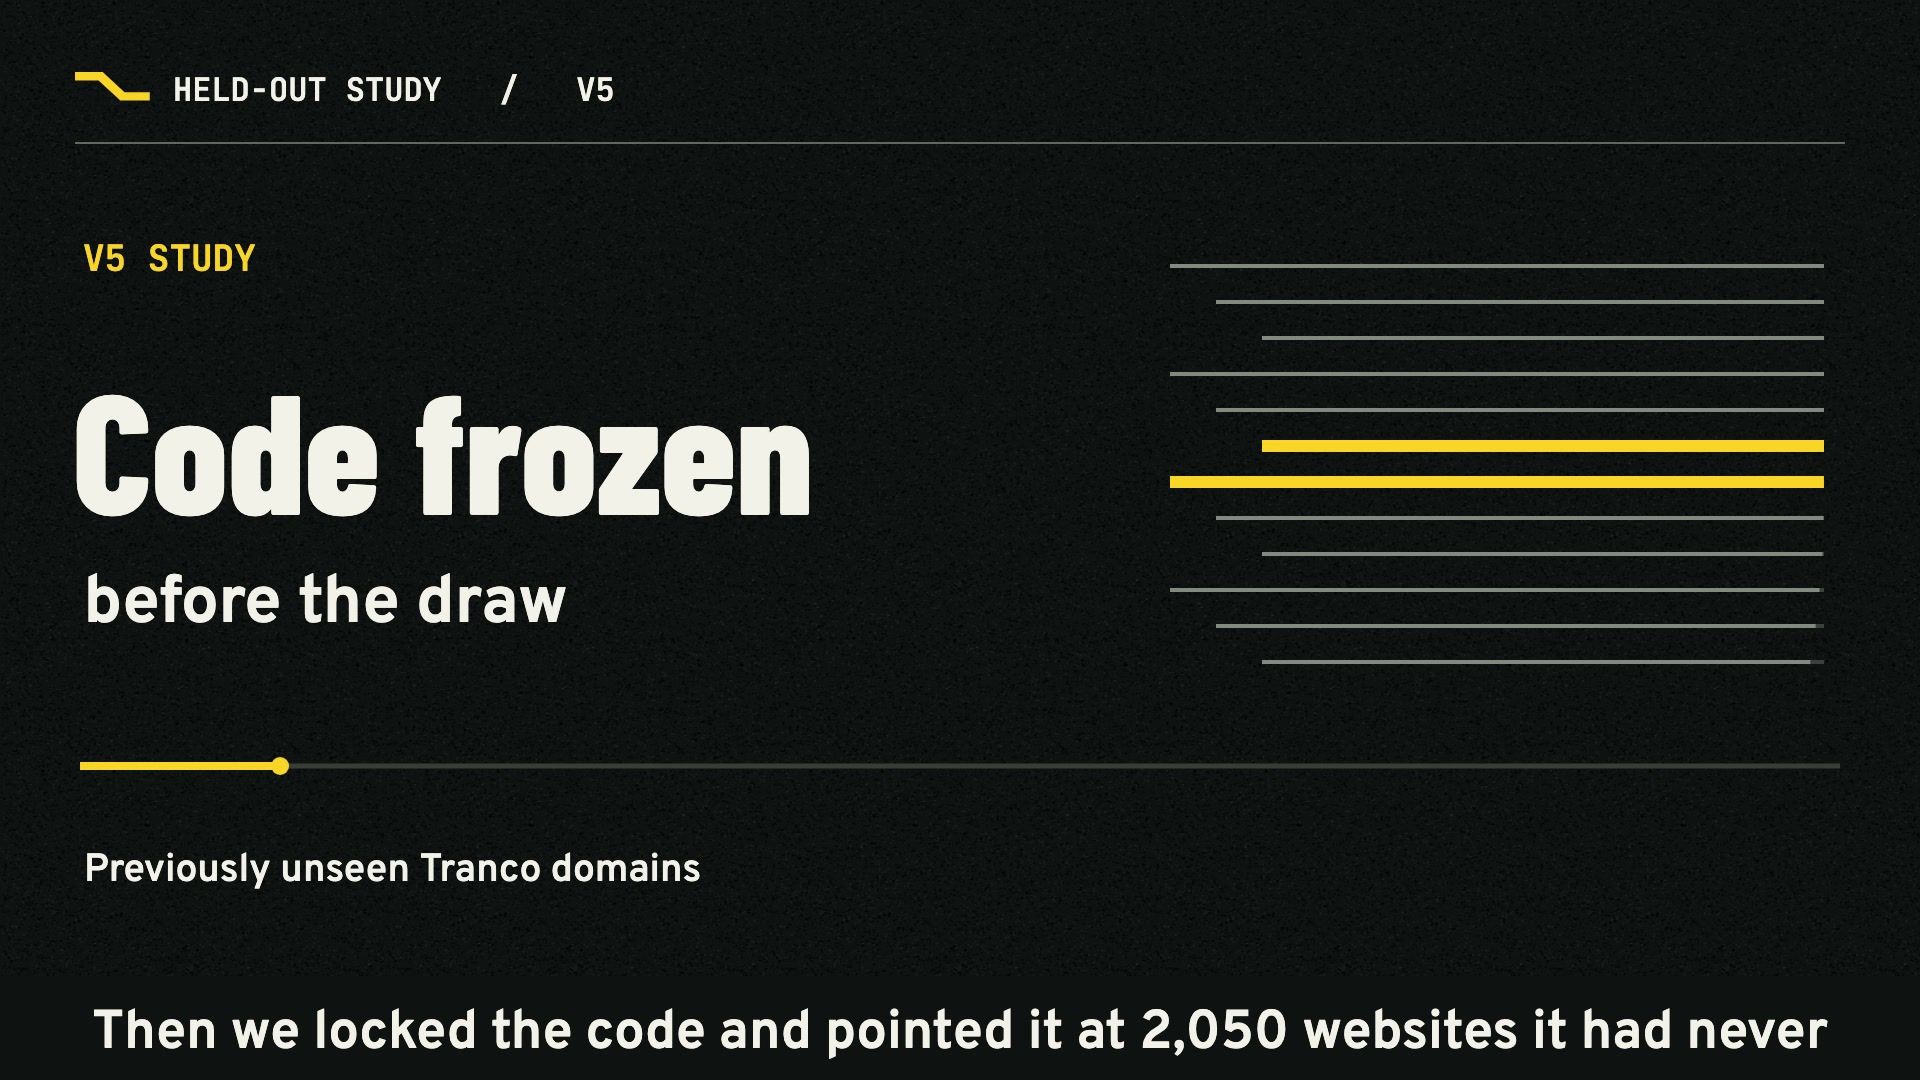 HELD-OUT STUDY / V5
V5 STUDY
Code frozen
before the draw
Previously unseen Tranco domains
Then we locked the code and pointed it at 2,050 websites it had never